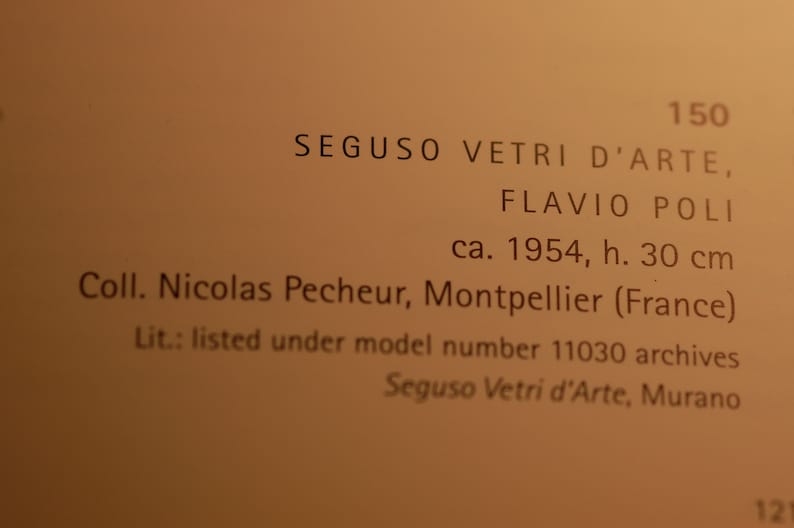 150
SEGUSO VETRI D'ARTE,
FLAVIO POLI
ca. 1954, h. 30 cm
Coll. Nicolas Pecheur, Montpellier (France)
Lit.: listed under model number 11030 archives
Seguso Vetri d'Arte, Murano
121